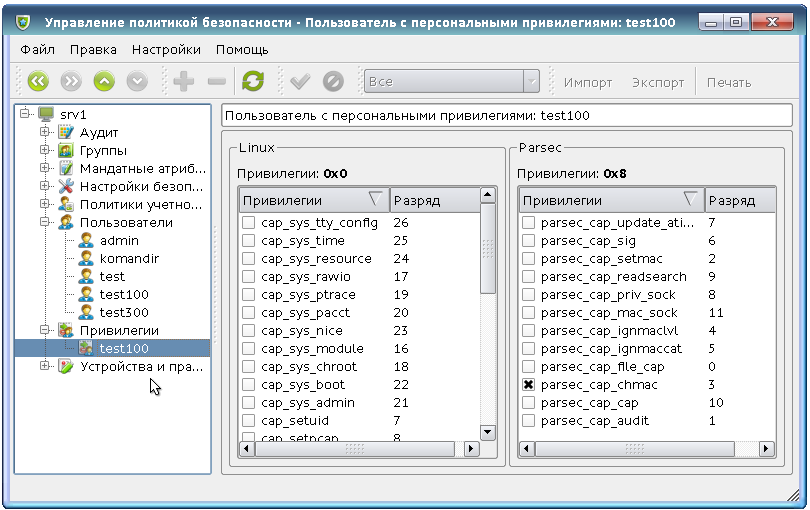 Управление политикой безопасности - Пользователь с персональными привилегиями: test100
Файл Правка Настройки Помощь
Все Импорт Экспорт Печать
srv1
Аудит
Группы
Мандатные атриб...
Настройки безоп...
Политики учетно...
Пользователи
admin
komandir
test
test100
test300
Привилегии
test100
Устройства и пра...
Пользователь с персональными привилегиями: test100
Linux
Привилегии: 0x0
Привилегии Разряд
cap_sys_tty_config 26
cap_sys_time 25
cap_sys_resource 24
cap_sys_rawio 17
cap_sys_ptrace 19
cap_sys_pacct 20
cap_sys_nice 23
cap_sys_module 16
cap_sys_chroot 18
cap_sys_boot 22
cap_sys_admin 21
cap_setuid 7
cap_setpcap 8
Parsec
Привилегии: 0x8
Привилегии Разряд
parsec_cap_update_ati... 7
parsec_cap_sig 6
parsec_cap_setmac 2
parsec_cap_readsearch 9
parsec_cap_priv_sock 8
parsec_cap_mac_sock 11
parsec_cap_ignmaclvl 4
parsec_cap_ignmaccat 5
parsec_cap_file_cap 0
parsec_cap_chmac 3
parsec_cap_cap 10
parsec_cap_audit 1